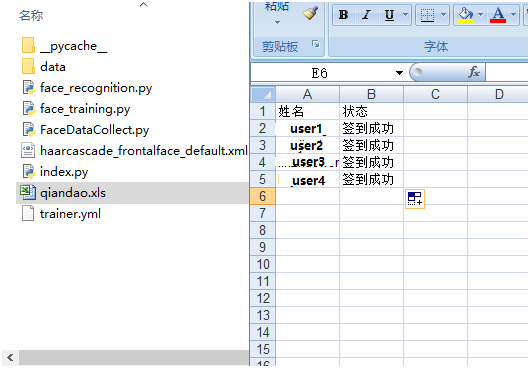 名称
__pycache__
data
face_recognition.py
face_training.py
FaceDataCollect.py
haarcascade_frontalface_default.xml
index.py
qiandao.xls
trainer.yml
粘贴
B I U A
剪贴板 字体
E6 fx
A B C D
1 姓名 状态
2 user1 签到成功
3 user2 签到成功
4 user3 签到成功
5 user4 签到成功
6
7
8
9
10
11
12
13
14
15
16